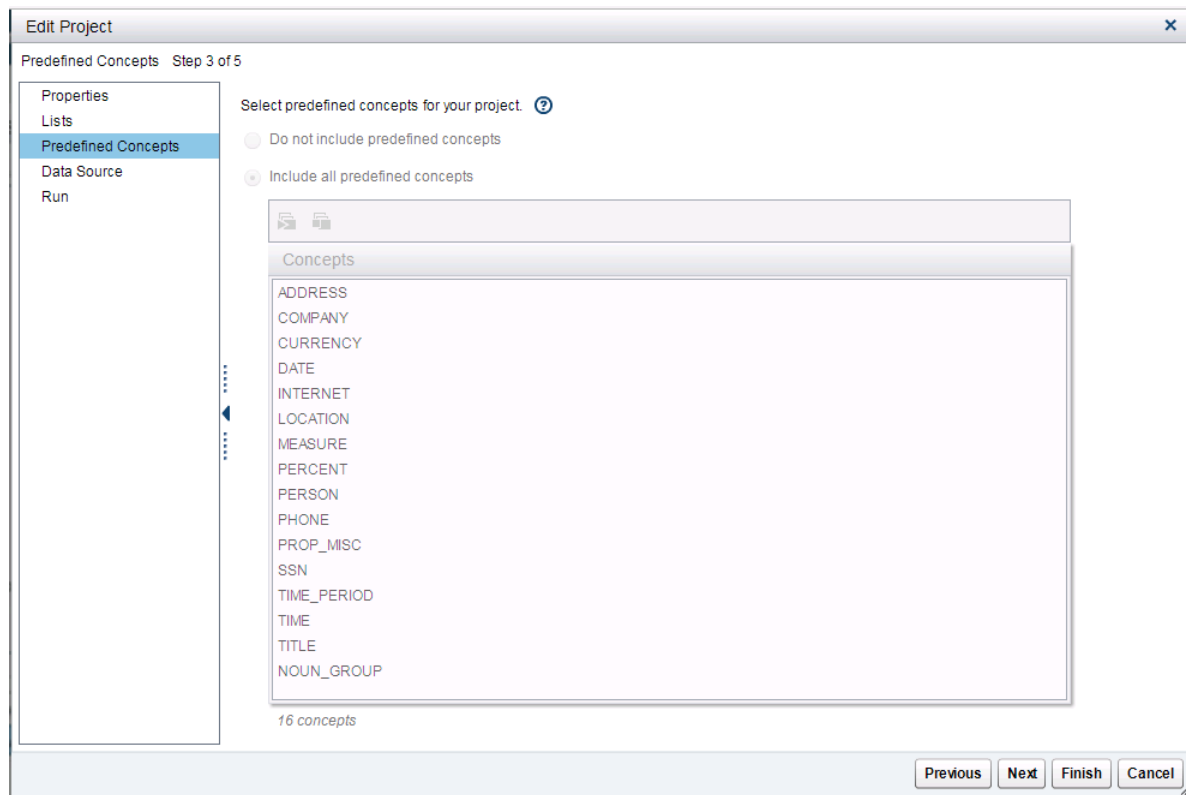 Edit Project
Predefined Concepts Step 3 of 5
Properties
Lists
Predefined Concepts
Data Source
Run
Select predefined concepts for your project.
Do not include predefined concepts
Include all predefined concepts
Concepts
ADDRESS
COMPANY
CURRENCY
DATE
INTERNET
LOCATION
MEASURE
PERCENT
PERSON
PHONE
PROP_MISC
SSN
TIME_PERIOD
TIME
TITLE
NOUN_GROUP
16 concepts
Previous Next Finish Cancel